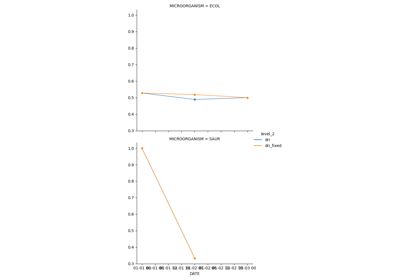 MICROORGANISM = ECOL
1.0
0.9
0.8
0.7
0.6
0.5
0.4
0.3
MICROORGANISM = SAUR
1.0
0.9
0.8
0.7
0.6
0.5
0.4
0.3
level_2
dri
dri_fixed
DATE